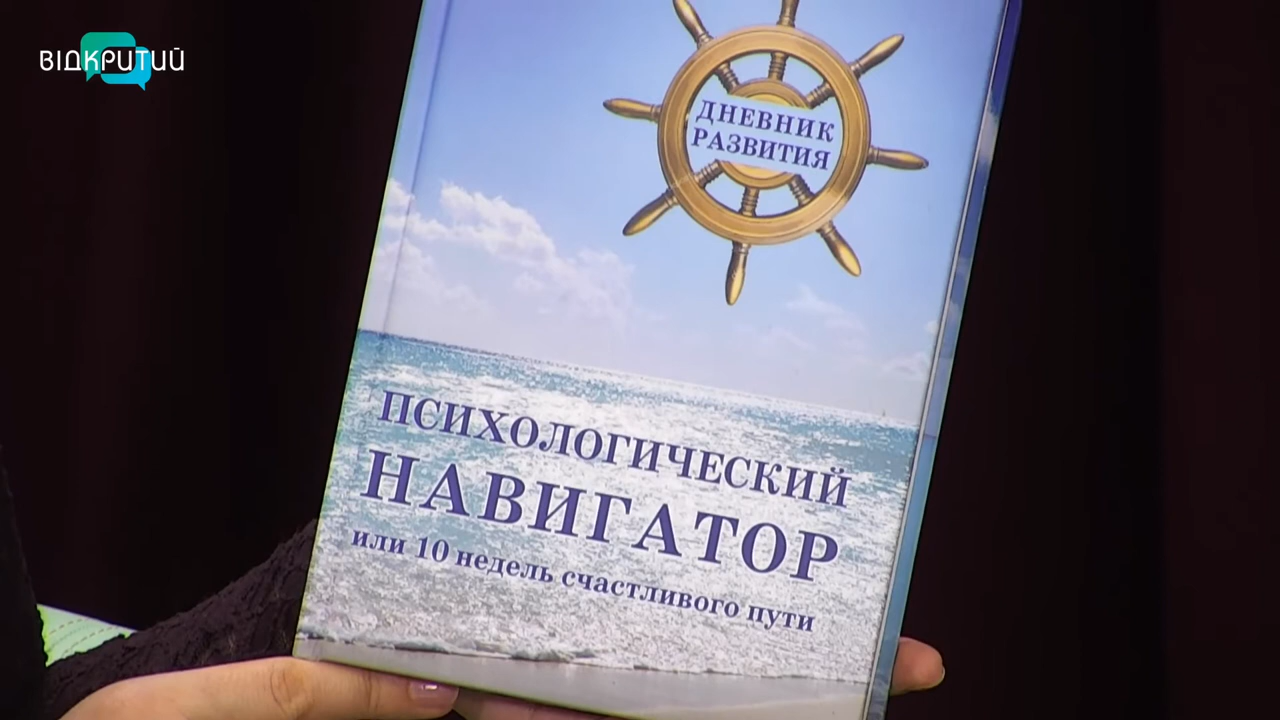 ВІДКРИТИЙ
ДНЕВНИК
РАЗВИТИЯ
ПСИХОЛОГИЧЕСКИЙ
НАВИГАТОР
или 10 недель счастливого пути